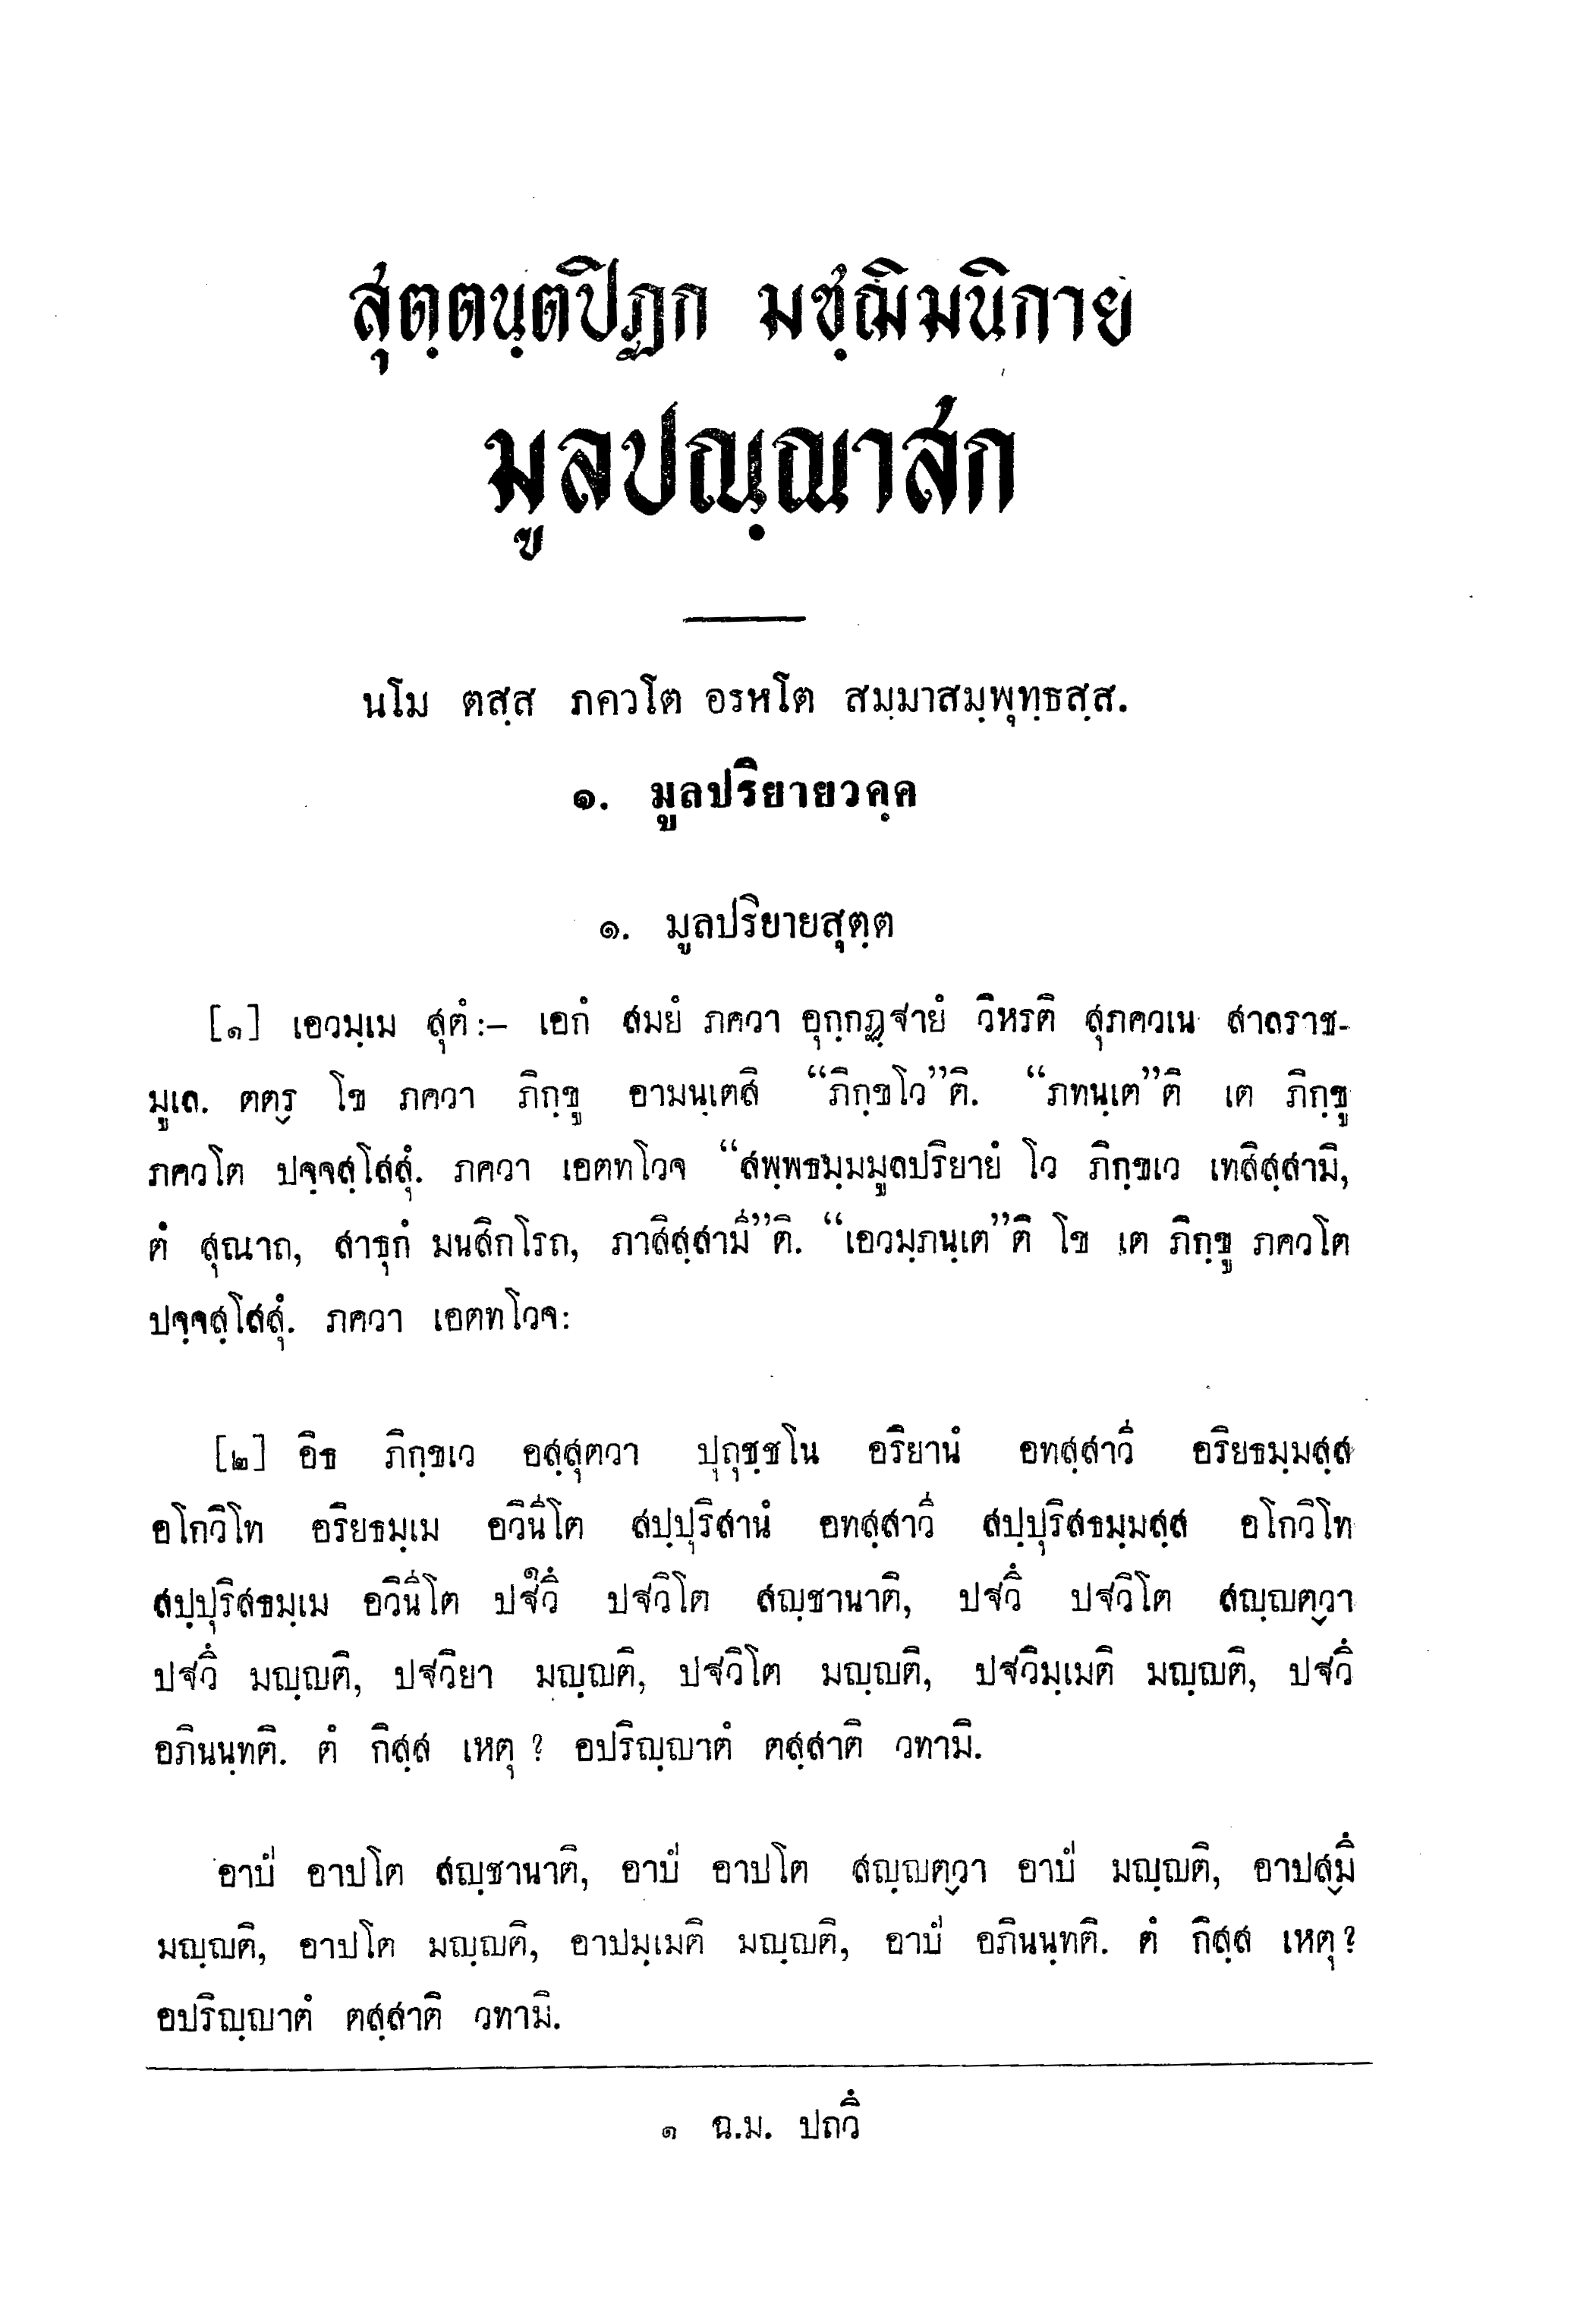 สุตฺตนฺตปิฏก มชฺฌิมนิกาย
มูลปณฺณาสก
นโม ตสฺส ภควโต อรหโต สมฺมาสมฺพุทฺธสฺส.
๑. มูลปริยายวคฺค
๑. มูลปริยายสุตฺต
[๑] เอวมฺเม สุตํ:– เอกํ สมยํ ภควา อุกฺกฏฺฐายํ วิหรติ สุภควเน สาลราช-
มูเล. ตตฺร โข ภควา ภิกฺขู อามนฺเตสิ “ภิกฺขโว”ติ. “ภทนฺเต”ติ เต ภิกฺขู
ภควโต ปจฺจสฺโสสุํ. ภควา เอตทโวจ “สพฺพธมฺมมูลปริยายํ โว ภิกฺขเว เทสิสฺสามิ,
ตํ สุณาถ, สาธุกํ มนสิกโรถ, ภาสิสฺสามี”ติ. “เอวมฺภนฺเต”ติ โข เต ภิกฺขู ภควโต
ปจฺจสฺโสสุํ. ภควา เอตทโวจ:
[๒] อิธ ภิกฺขเว อสฺสุตวา ปุถุชฺชโน อริยานํ อทสฺสาวี อริยธมฺมสฺส
อโกวิโท อริยธมฺเม อวินีโต สปฺปุริสานํ อทสฺสาวี สปฺปุริสธมฺมสฺส อโกวิโท
สปฺปุริสธมฺเม อวินีโต ปฐวึ๑ ปฐวิโต สญฺชานาติ, ปฐวึ ปฐวิโต สญฺญตฺวา
ปฐวึ มญฺญติ, ปฐวิยา มญฺญติ, ปฐวิโต มญฺญติ, ปฐวิมฺเมติ มญฺญติ, ปฐวึ
อภินนฺทติ. ตํ กิสฺส เหตุ ? อปริญฺญาตํ ตสฺสาติ วทามิ.
อาปํ อาปโต สญฺชานาติ, อาปํ อาปโต สญฺญตฺวา อาปํ มญฺญติ, อาปสฺมึ
มญฺญติ, อาปโต มญฺญติ, อาปมฺเมติ มญฺญติ, อาปํ อภินนฺทติ. ตํ กิสฺส เหตุ ?
อปริญฺญาตํ ตสฺสาติ วทามิ.
๑ ฉ.ม. ปถวึ